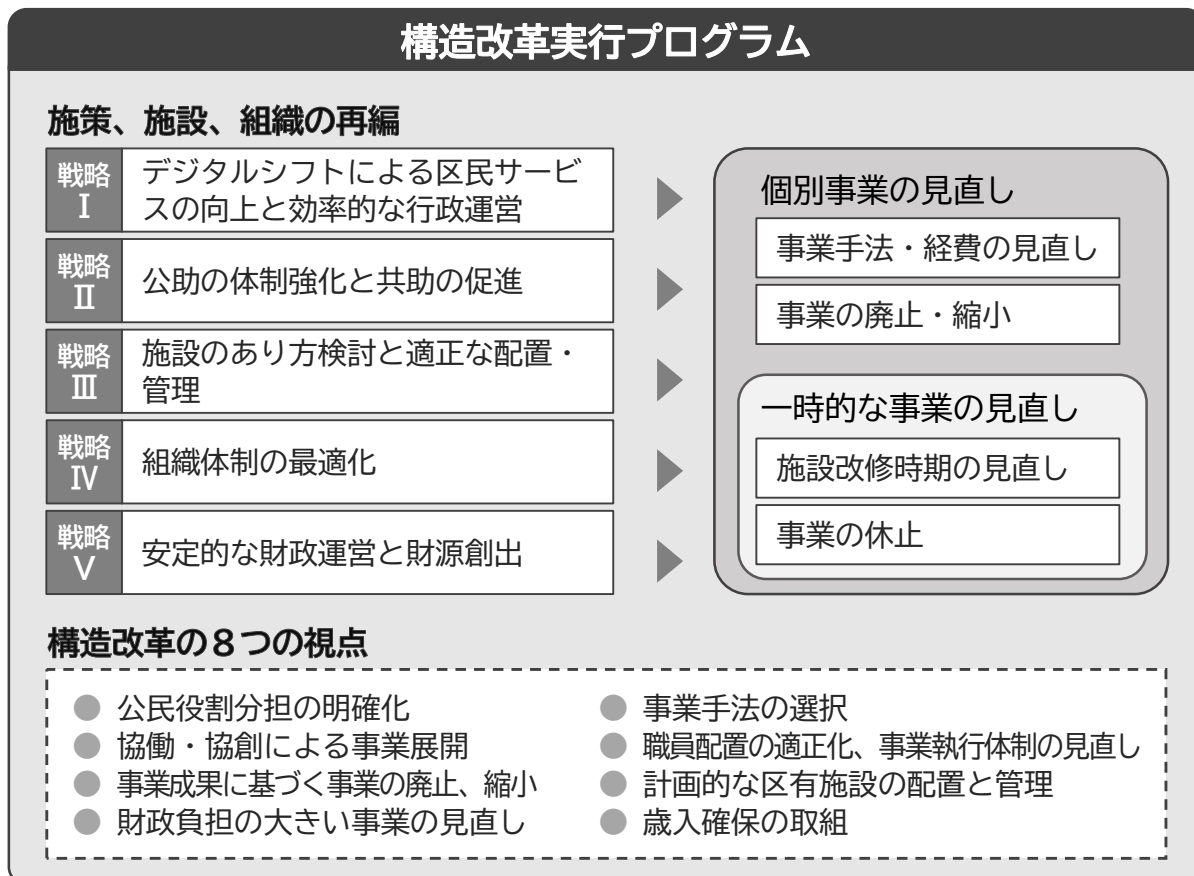 構造改革実行プログラム
施策、施設、組織の再編
戦略
Ⅰ
デジタルシフトによる区民サービ
スの向上と効率的な行政運営
戦略
Ⅱ
公助の体制強化と共助の促進
戦略
Ⅲ
施設のあり方検討と適正な配置・
管理
戦略
Ⅳ
組織体制の最適化
戦略
Ⅴ
安定的な財政運営と財源創出
個別事業の見直し
事業手法・経費の見直し
事業の廃止・縮小
一時的な事業の見直し
施設改修時期の見直し
事業の休止
構造改革の８つの視点
● 公民役割分担の明確化
● 協働・協創による事業展開
● 事業成果に基づく事業の廃止、縮小
● 財政負担の大きい事業の見直し
● 事業手法の選択
● 職員配置の適正化、事業執行体制の見直し
● 計画的な区有施設の配置と管理
● 歳入確保の取組